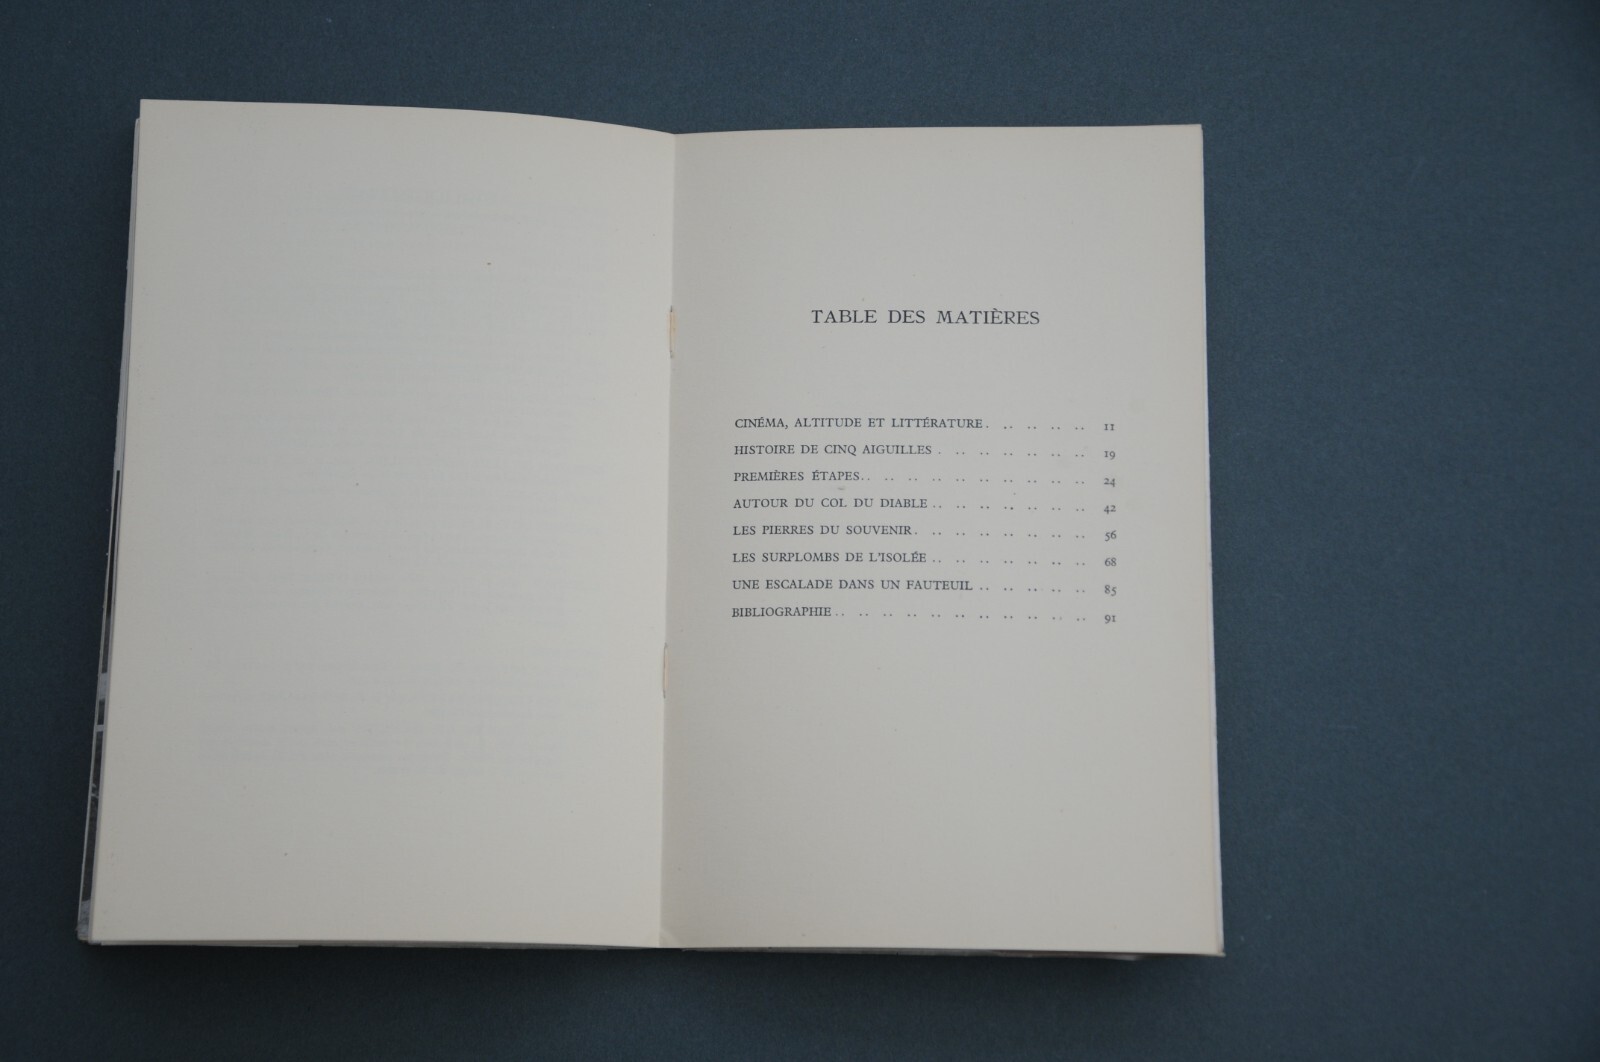 TABLE DES MATIÈRES
CINÉMA, ALTITUDE ET LITTÉRATURE. .. .. .. .. 11
HISTOIRE DE CINQ AIGUILLES . .. .. .. .. .. .. 19
PREMIÈRES ÉTAPES.. .. .. .. .. .. .. .. .. .. 24
AUTOUR DU COL DU DIABLE .. .. .. .. .. .. .. 42
LES PIERRES DU SOUVENIR. .. .. .. .. .. .. .. 56
LES SURPLOMBS DE L'ISOLÉE .. .. .. .. .. .. .. 68
UNE ESCALADE DANS UN FAUTEUIL .. .. .. .. .. 85
BIBLIOGRAPHIE .. .. .. .. .. .. .. .. .. .. .. 91